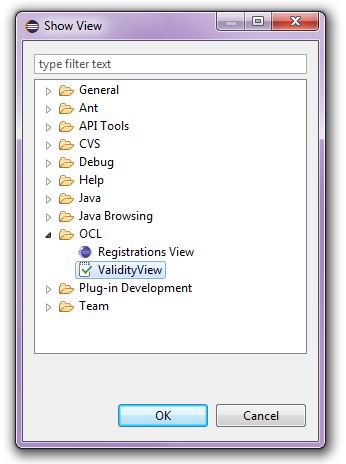 Show View
type filter text
General
Ant
API Tools
CVS
Debug
Help
Java
Java Browsing
OCL
Registrations View
ValidityView
Plug-in Development
Team
OK
Cancel